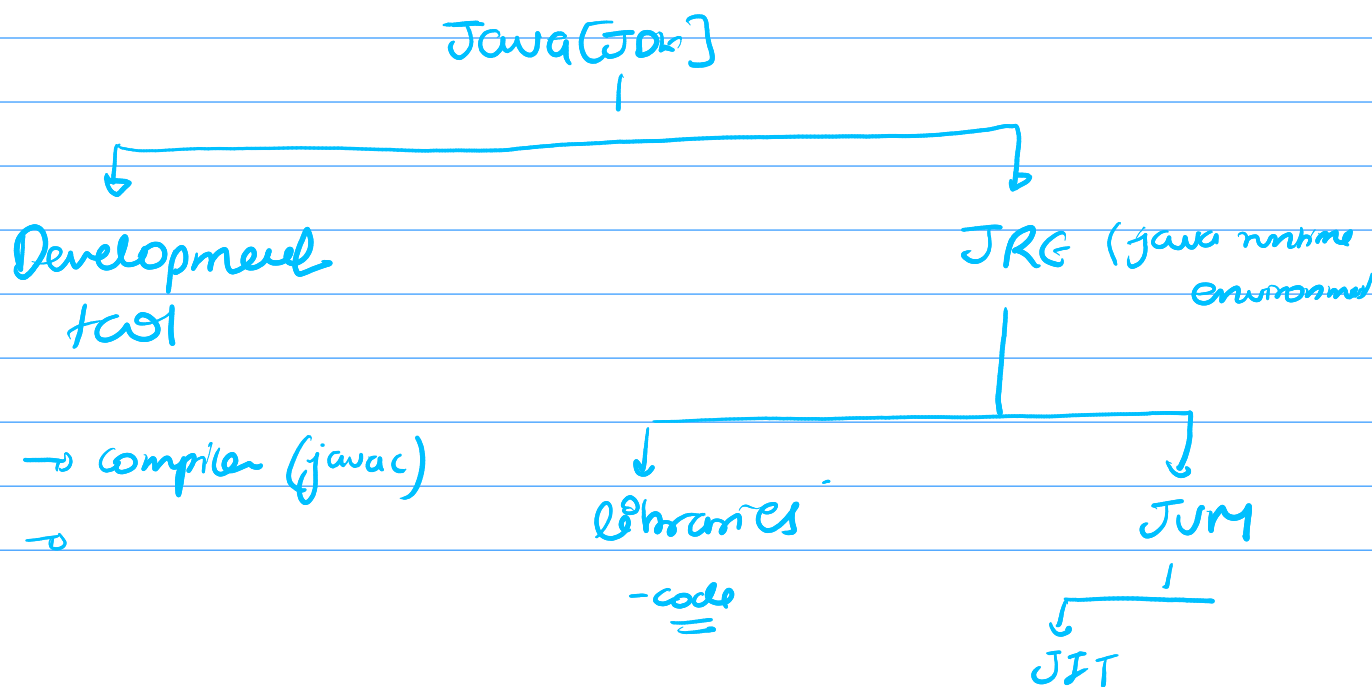 Java [JDK]
Development
tool
JRE (java runtime
environment
→ compiler (javac)
→
libraries
- code
JVM
JIT